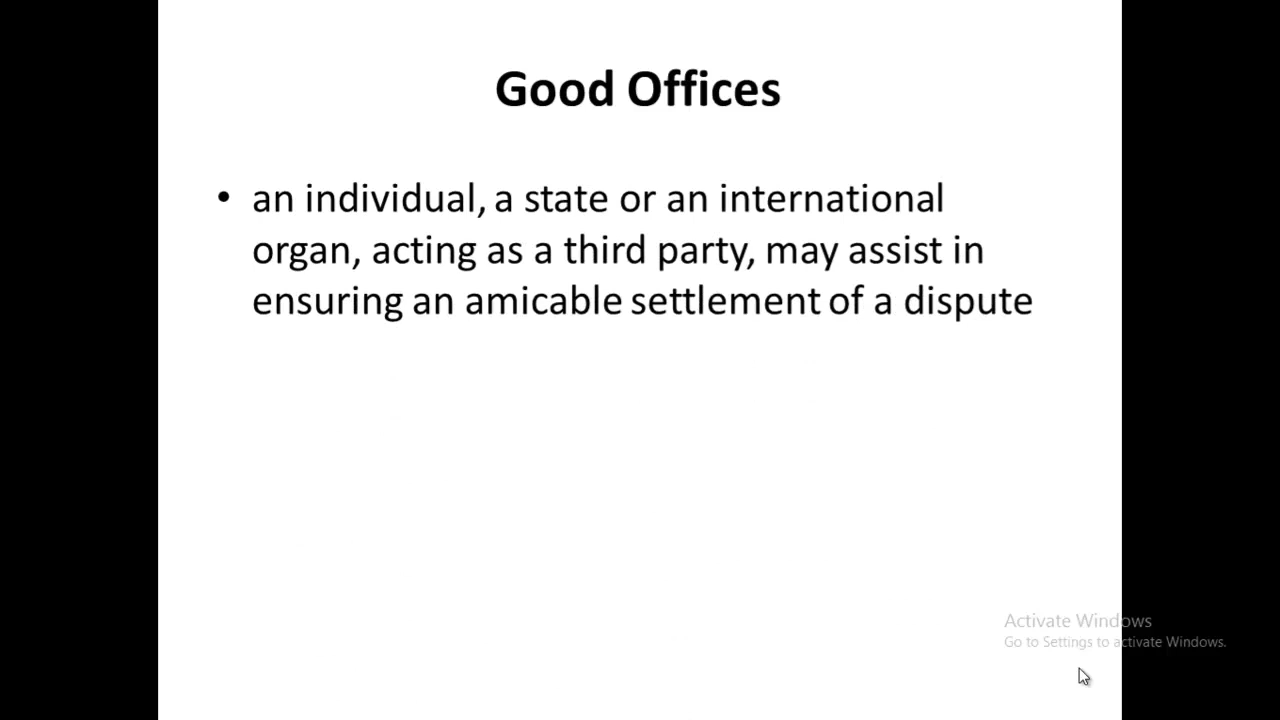 Good Offices
• an individual, a state or an international
organ, acting as a third party, may assist in
ensuring an amicable settlement of a dispute
Activate Windows
Go to Settings to activate Windows.